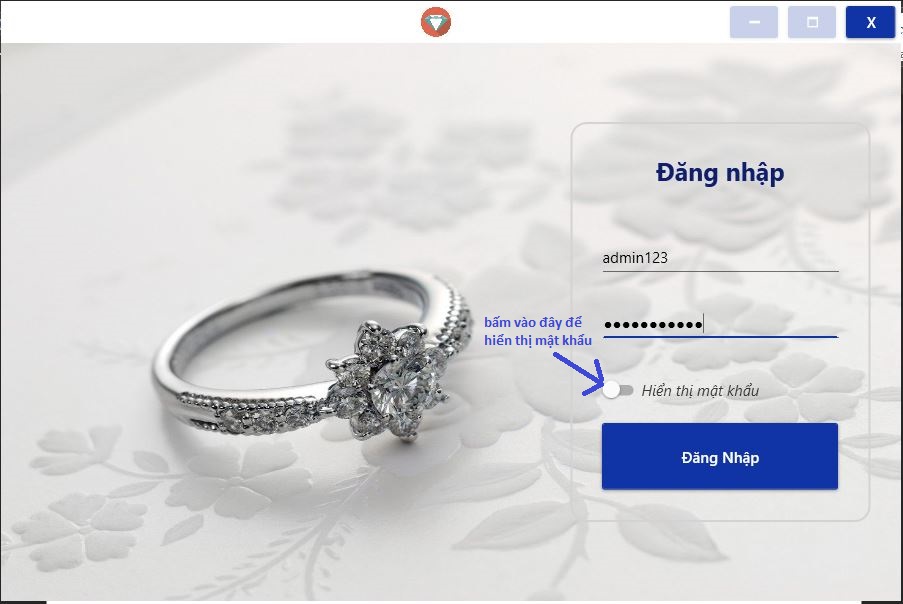 X
Đăng nhập
admin123
bấm vào đây để
hiển thị mật khẩu
●●●●●●●●●●●
Hiển thị mật khẩu
Đăng Nhập